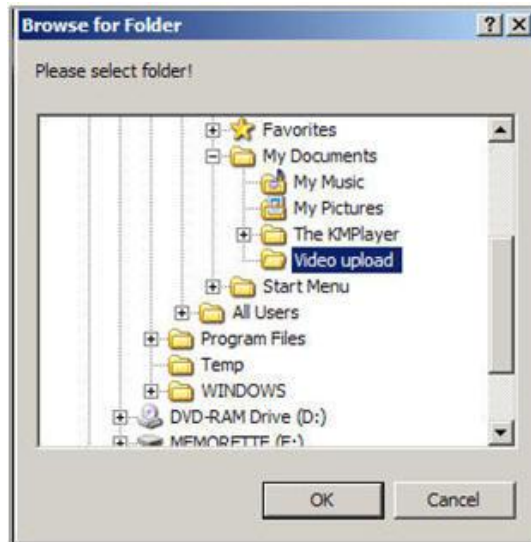 Browse for Folder
Please select folder!
Favorites
My Documents
My Music
My Pictures
The KMPlayer
Video upload
Start Menu
All Users
Program Files
Temp
WINDOWS
DVD-RAM Drive (D:)
MEMORETTE (E:)
OK Cancel